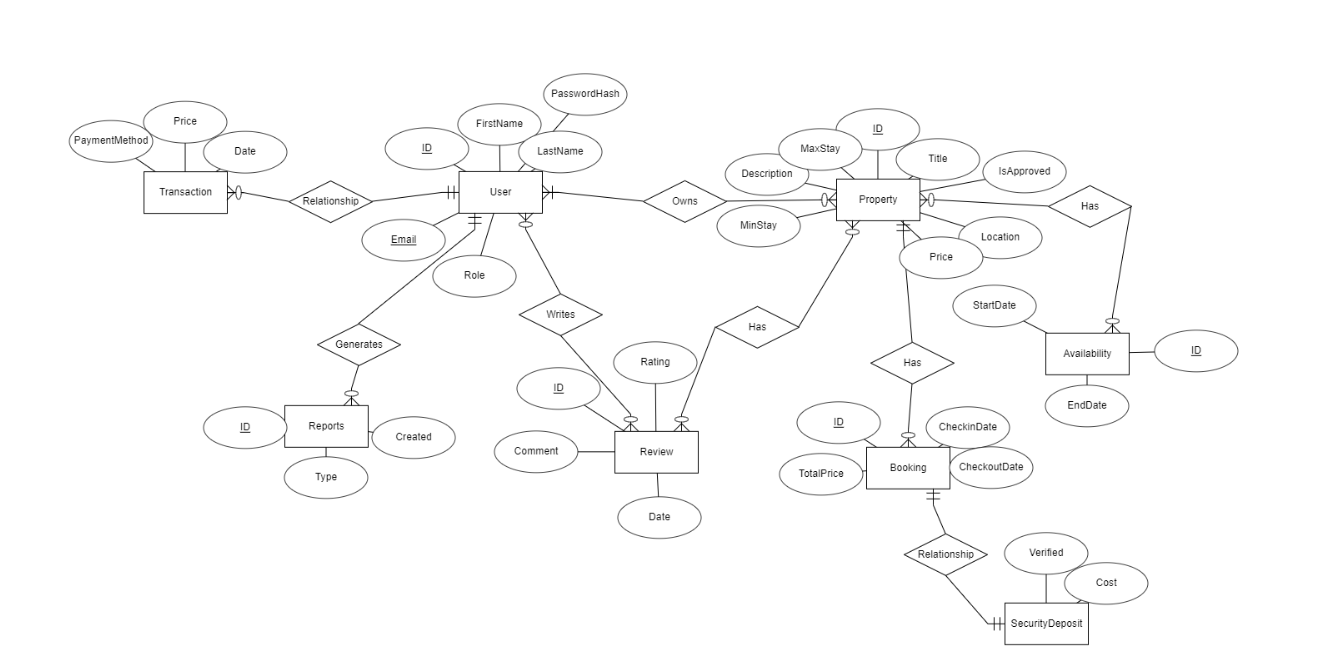 PasswordHash
Price
FirstName
ID
PaymentMethod
ID
MaxStay
Date
LastName
Title
Description
IsApproved
Transaction
User
Property
Relationship
Owns
Has
MinStay
Email
Location
Price
Role
StartDate
Writes
Has
Generates
Availability
ID
Rating
Has
ID
EndDate
ID
ID
Reports
Created
CheckinDate
Comment
Review
Booking
CheckoutDate
TotalPrice
Type
Date
Relationship
Verified
Cost
SecurityDeposit